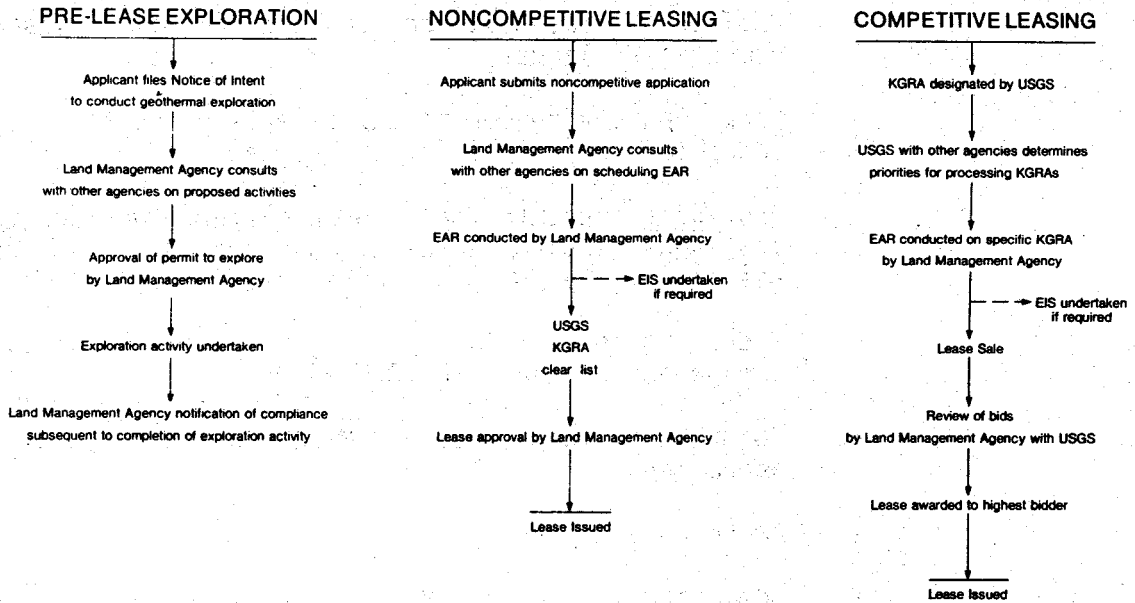 PRE-LEASE EXPLORATION
Applicant files Notice of Intent
to conduct geothermal exploration
Land Management Agency consults
with other agencies on proposed activities
Approval of permit to explore
by Land Management Agency
Exploration activity undertaken
Land Management Agency notification of compliance
subsequent to completion of exploration activity
NONCOMPETITIVE LEASING
Applicant submits noncompetitive application
Land Management Agency consults
with other agencies on scheduling EAR
EAR conducted by Land Management Agency
EIS undertaken
if required
USGS
KGRA
clear list
Lease approval by Land Management Agency
Lease Issued
COMPETITIVE LEASING
KGRA designated by USGS
USGS with other agencies determines
priorities for processing KGRAs
EAR conducted on specific KGRA
by Land Management Agency
EIS undertaken
if required
Lease Sale
Review of bids
by Land Management Agency with USGS
Lease awarded to highest bidder
Lease Issued